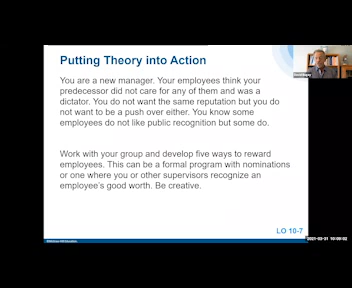 Putting Theory into Action
You are a new manager. Your employees think your
predecessor did not care for any of them and was a
dictator. You do not want the same reputation but you do
not want to be a push over either. You know some
employees do not like public recognition but some do.
Work with your group and develop five ways to reward
employees. This can be a formal program with nominations
or one where you or other supervisors recognize an
employee's good worth. Be creative.
LO 10-7